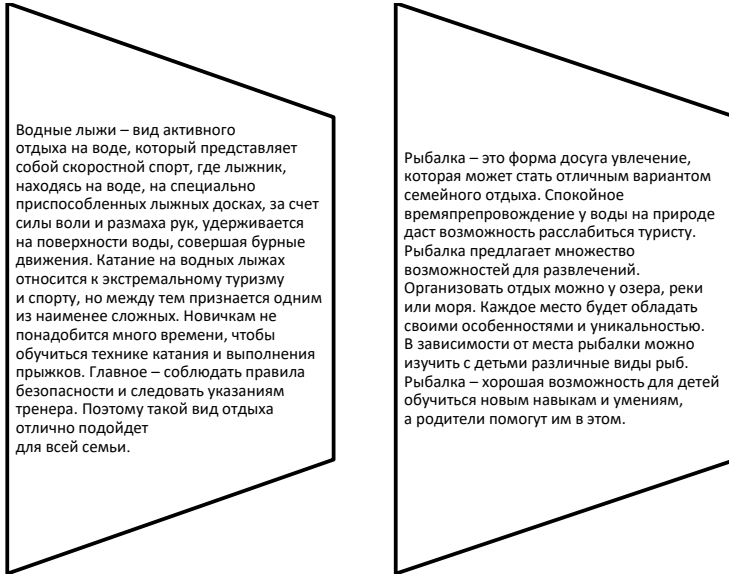 Водные лыжи – вид активного
отдыха на воде, который представляет
собой скоростной спорт, где лыжник,
находясь на воде, на специально
приспособленных лыжных досках, за счет
силы воли и размаха рук, удерживается
на поверхности воды, совершая бурные
движения. Катание на водных лыжах
относится к экстремальному туризму
и спорту, но между тем признается одним
из наименее сложных. Новичкам не
понадобится много времени, чтобы
обучиться технике катания и выполнения
прыжков. Главное – соблюдать правила
безопасности и следовать указаниям
тренера. Поэтому такой вид отдыха
отлично подойдет
для всей семьи.
Рыбалка – это форма досуга увлечение,
которая может стать отличным вариантом
семейного отдыха. Спокойное
времяпрепровождение у воды на природе
даст возможность расслабиться туристу.
Рыбалка предлагает множество
возможностей для развлечений.
Организовать отдых можно у озера, реки
или моря. Каждое место будет обладать
своими особенностями и уникальностью.
В зависимости от места рыбалки можно
изучить с детьми различные виды рыб.
Рыбалка – хорошая возможность для детей
обучиться новым навыкам и умениям,
а родители помогут им в этом.